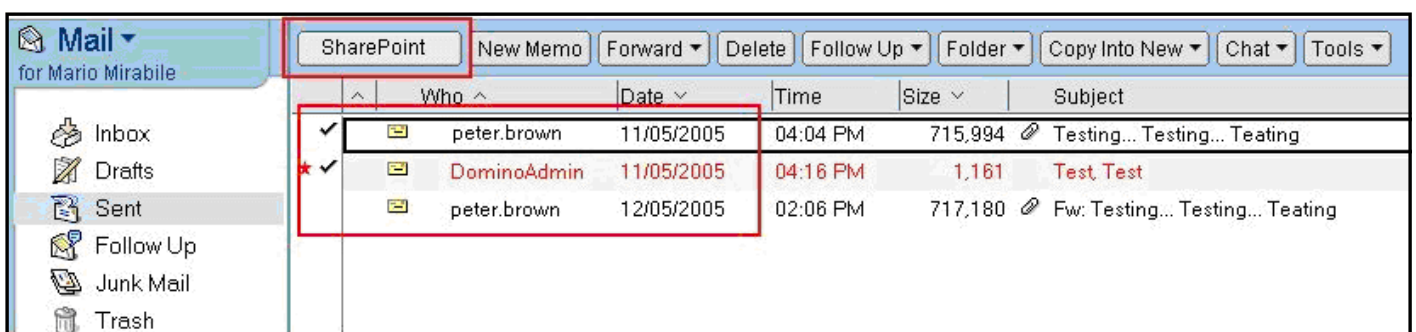 Mail
for Mario Mirabile
SharePoint New Memo Forward Delete Follow Up Folder Copy Into New Chat Tools
Who Date Time Size Subject
Inbox
Drafts
Sent
Follow Up
Junk Mail
Trash
peter.brown 11/05/2005 04:04 PM 715,994 Testing... Testing... Teating
DominoAdmin 11/05/2005 04:16 PM 1,161 Test, Test
peter.brown 12/05/2005 02:06 PM 717,180 Fw: Testing... Testing... Teating